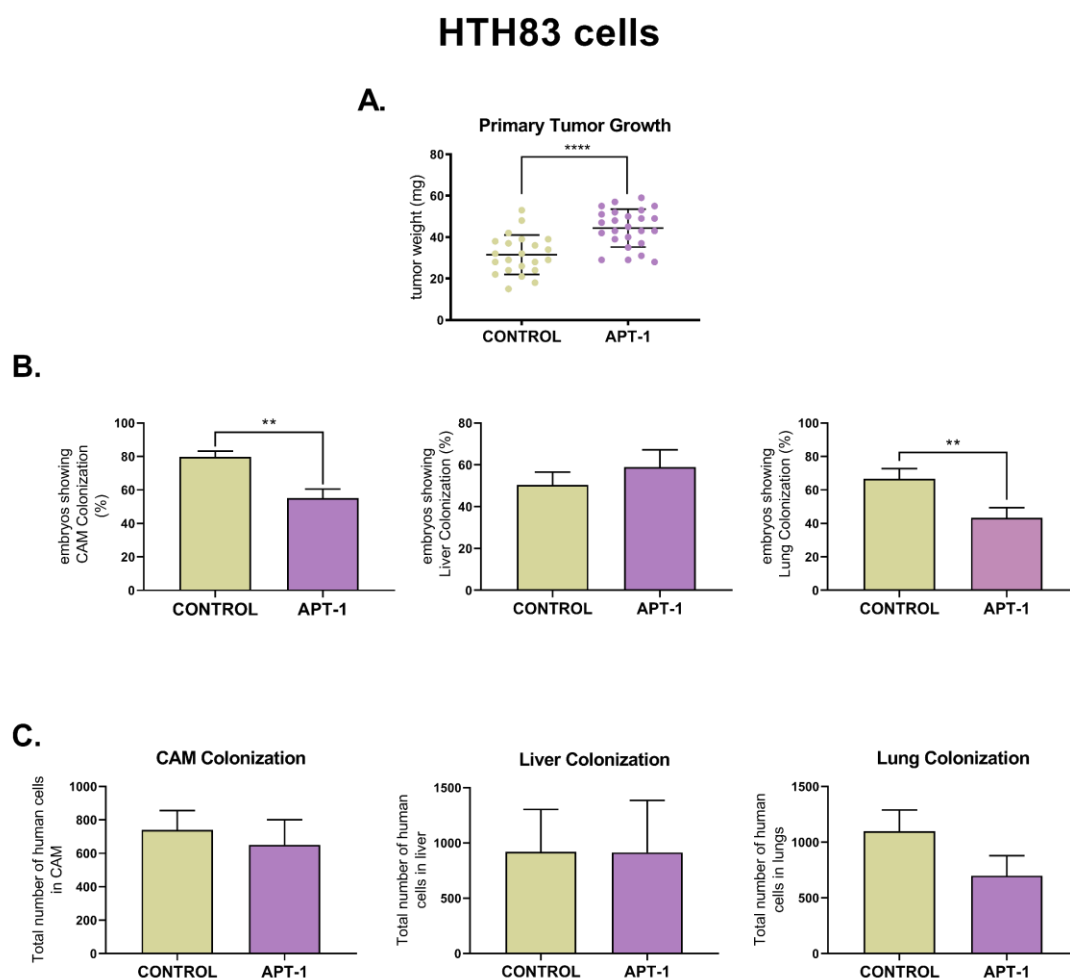 HTH83 cells
A.
Primary Tumor Growth
****
tumor weight (mg)
80
60
40
20
0
CONTROL
APT-1
B.
embryos showing
CAM Colonization
(%)
100
80
60
40
20
0
**
CONTROL
APT-1
embryos showing
Liver Colonization (%)
80
60
40
20
0
CONTROL
APT-1
embryos showing
Lung Colonization (%)
100
80
60
40
20
0
**
CONTROL
APT-1
C.
CAM Colonization
Total number of human cells
in CAM
1000
800
600
400
200
0
CONTROL
APT-1
Liver Colonization
Total number of human
cells in liver
1500
1000
500
0
CONTROL
APT-1
Lung Colonization
Total number of human
cells in lungs
1500
1000
500
0
CONTROL
APT-1